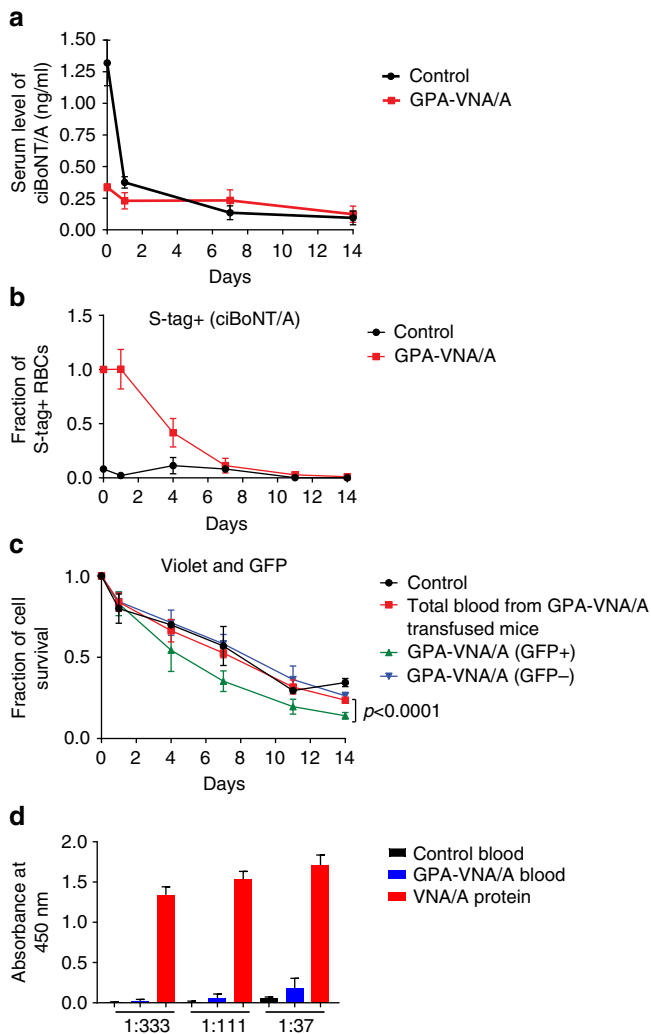 a
1.50
1.25
1.00
0.75
0.50
0.25
0.00
Serum level of
ciBoNT/A (ng/ml)
0 2 4 6 8 10 12 14
Days
Control
GPA-VNA/A
b
S-tag+ (ciBoNT/A)
1.5
1.0
0.5
0.0
Fraction of
S-tag+ RBCs
0 2 4 6 8 10 12 14
Days
Control
GPA-VNA/A
c
Violet and GFP
1.0
0.5
0.0
Fraction of cell
survival
0 2 4 6 8 10 12 14
Days
Control
Total blood from GPA-VNA/A
transfused mice
GPA-VNA/A (GFP+)
GPA-VNA/A (GFP−)
p<0.0001
d
2.0
1.5
1.0
0.5
0.0
Absorbance at
450 nm
1:333 1:111 1:37
Control blood
GPA-VNA/A blood
VNA/A protein